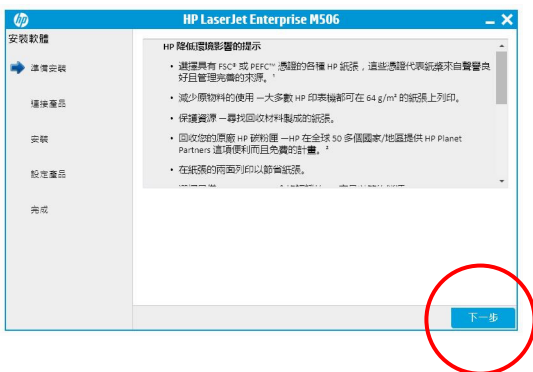 hp
HP LaserJet Enterprise M506
安裝軟體
準備安裝
連接產品
安裝
設定產品
完成
HP 降低環境影響的提示
• 選擇具有 FSC® 或 PEFC™ 憑證的各種 HP 紙張，這些憑證代表紙漿來自聲譽良
好且管理完善的來源。¹
• 減少原物料的使用 —大多數 HP 印表機都可在 64 g/m² 的紙張上列印。
• 保護資源 —尋找回收材料製成的紙張。
• 回收您的原廠 HP 碳粉匣 —HP 在全球 50 多個國家/地區提供 HP Planet
Partners 這項便利而且免費的計畫。²
• 在紙張的兩面列印以節省紙張。
下一步